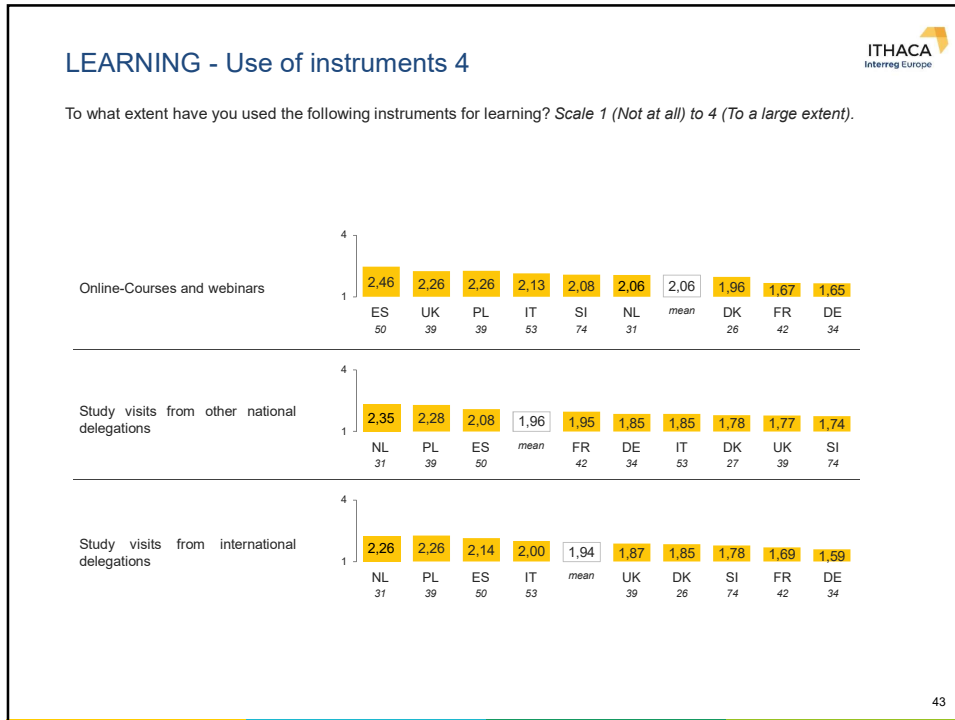 LEARNING - Use of instruments 4
ITHACA
Interreg Europe
To what extent have you used the following instruments for learning? Scale 1 (Not at all) to 4 (To a large extent).
Online-Courses and webinars
4
1
2,46 2,26 2,26 2,13 2,08 2,06 2,06 1,96 1,67 1,65
ES UK PL IT SI NL mean DK FR DE
50 39 39 53 74 31 26 42 34
Study visits from other national
delegations
4
1
2,35 2,28 2,08 1,96 1,95 1,85 1,85 1,78 1,77 1,74
NL PL ES mean FR DE IT DK UK SI
31 39 50 42 34 53 27 39 74
Study visits from international
delegations
4
1
2,26 2,26 2,14 2,00 1,94 1,87 1,85 1,78 1,69 1,59
NL PL ES IT mean UK DK SI FR DE
31 39 50 53 39 26 74 42 34
43